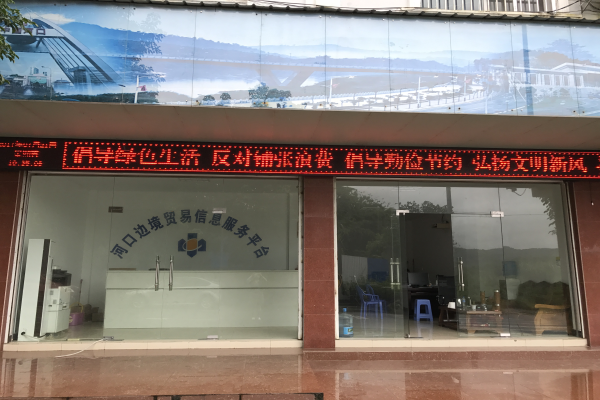 倡导绿色生活 反对铺张浪费 倡导勤俭节约 弘扬文明新风
河口边境贸易信息服务平台